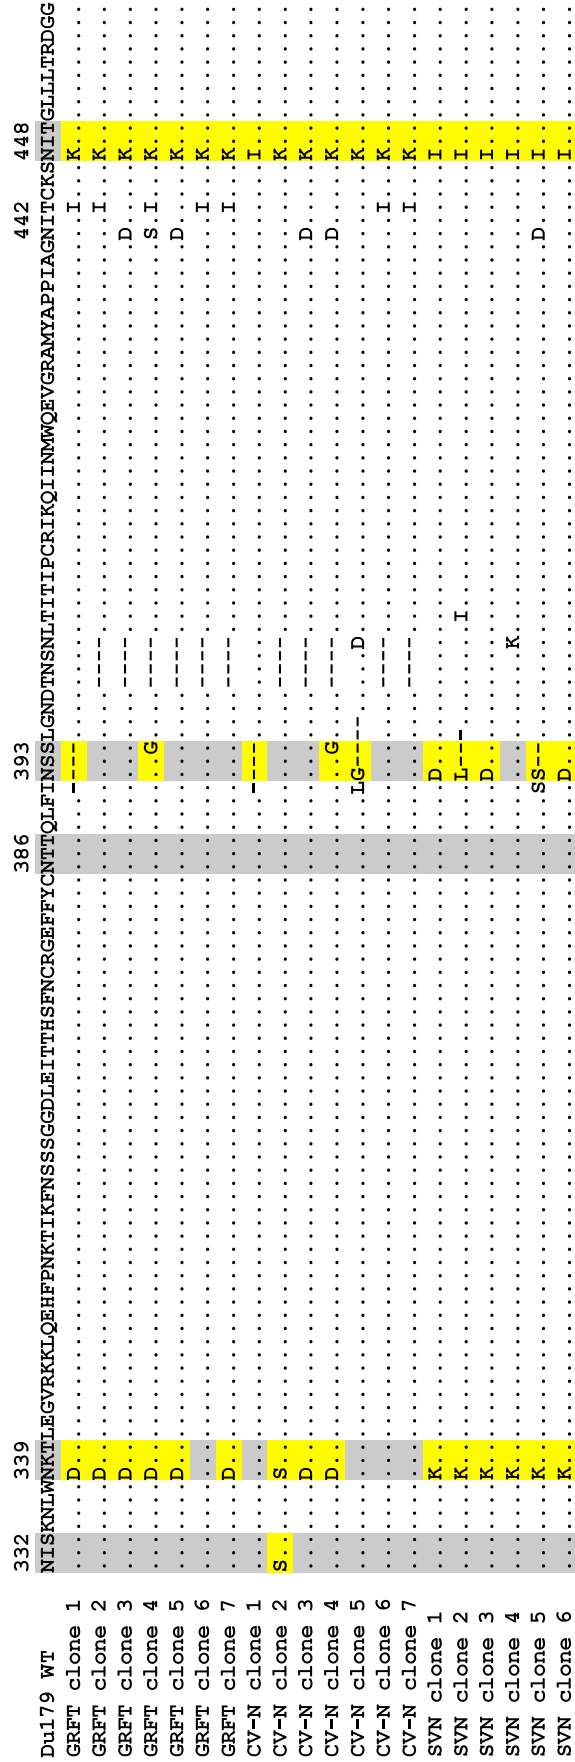 332 339 386 393 442 448
Du179 WT NISKNLWNKTLEGVRKKLQEHFPNKTIKFNSSSGGDLEITTHSFNCRGEFFYCNTTQLFINSSLGNDTNSNLTITIPCRIKQIINMWQEVGRAMYAPPIAGNITCKSNITGLLLTRDGG
GRFT clone 1 .......D...................................................----........................................I...K...........
GRFT clone 2 .......D...........................................................----................................I...K...........
GRFT clone 3 .......D...........................................................----..............................D.....K...........
GRFT clone 4 .......D......................................................G....----..............................S.I...K...........
GRFT clone 5 .......D...........................................................----..............................D.....K...........
GRFT clone 6 ...................................................................----................................I...K...........
GRFT clone 7 .......D...........................................................----................................I...K...........
CV-N clone 1 ...........................................................----............................................I...........
CV-N clone 2 S......S...........................................................----....................................K...........
CV-N clone 3 .......D...........................................................----..............................D.....K...........
CV-N clone 4 .......D......................................................G....----..............................D.....K...........
CV-N clone 5 ...........................................................LG----.....D....................................K...........
CV-N clone 6 ...................................................................----................................I...K...........
CV-N clone 7 ...................................................................----................................I...K...........
SVN clone 1 .......K....................................................D..............................................I...........
SVN clone 2 .......K....................................................L---........I..................................I...........
SVN clone 3 .......K....................................................D..............................................I...........
SVN clone 4 .......K..............................................................K....................................I...........
SVN clone 5 .......K...................................................SS--......................................D.....I...........
SVN clone 6 .......K....................................................D..............................................I...........